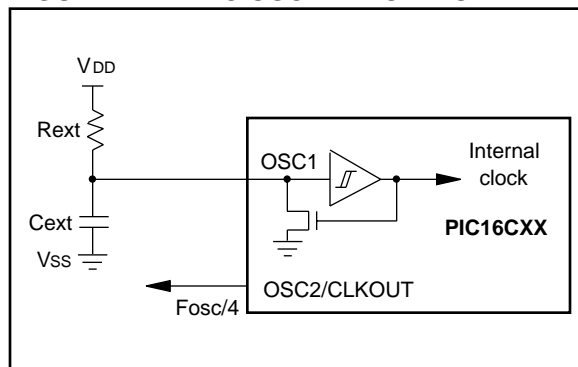 VDD
Rext
Cext
VSS
OSC1
Internal
clock
PIC16CXX
OSC2/CLKOUT
Fosc/4